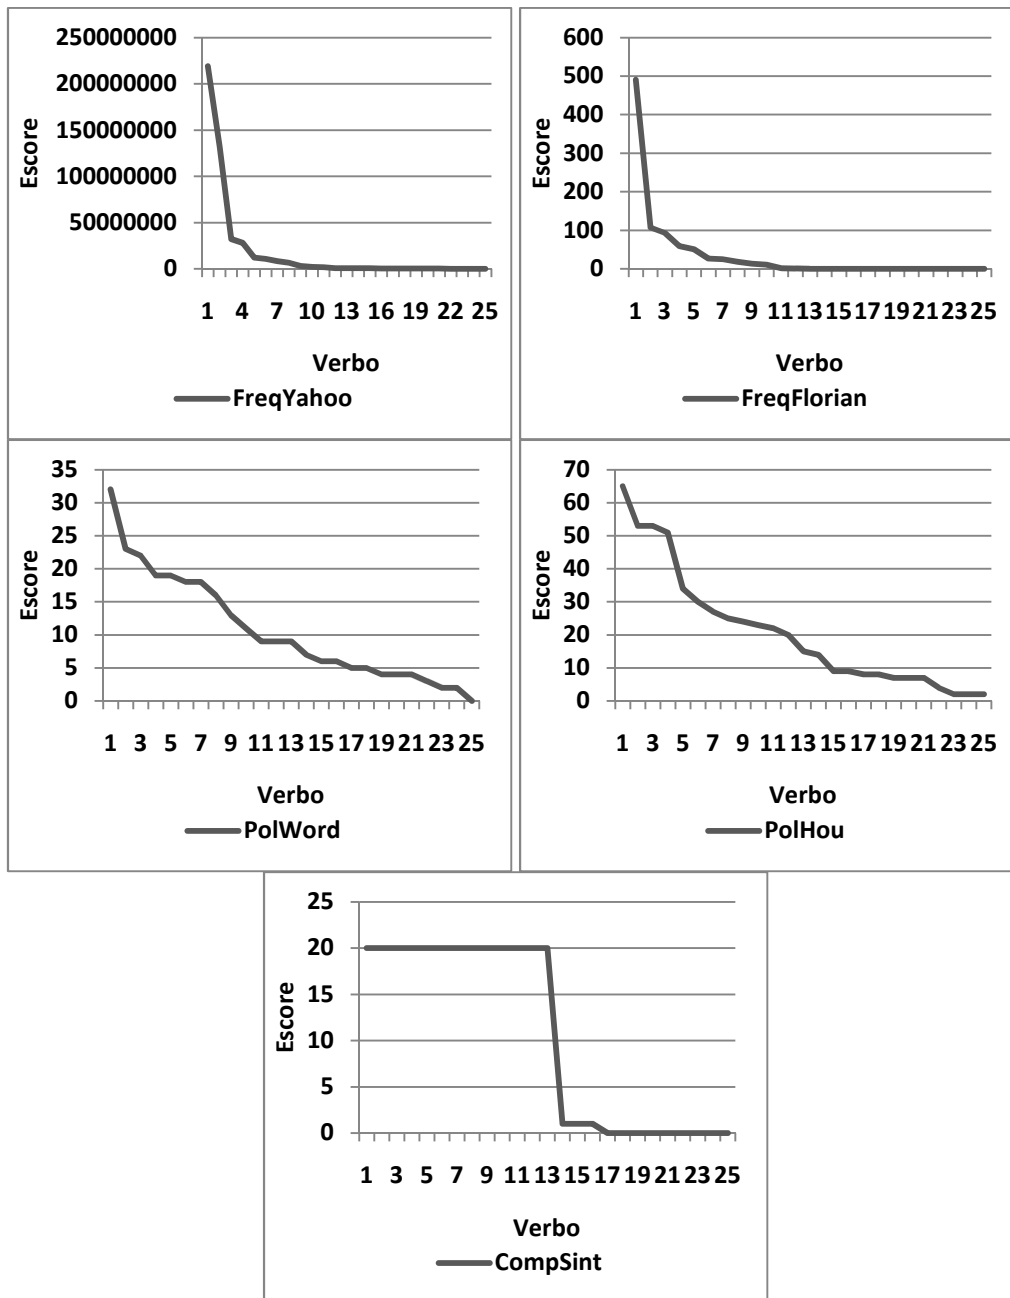 250000000
200000000
150000000
100000000
50000000
0
Escore
1 4 7 10 13 16 19 22 25
Verbo
FreqYahoo
600
500
400
300
200
100
0
Escore
1 3 5 7 9 11 13 15 17 19 21 23 25
Verbo
FreqFlorian
35
30
25
20
15
10
5
0
Escore
1 3 5 7 9 11 13 15 17 19 21 23 25
Verbo
PolWord
70
60
50
40
30
20
10
0
Escore
1 3 5 7 9 11 13 15 17 19 21 23 25
Verbo
PolHou
25
20
15
10
5
0
Escore
1 3 5 7 9 11 13 15 17 19 21 23 25
Verbo
CompSint